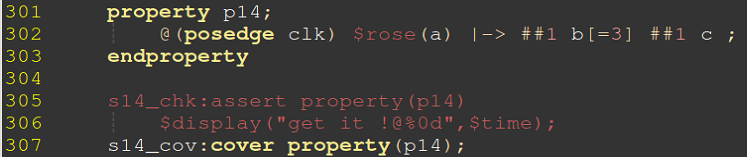 301 property p14;
302 @(posedge clk) $rose(a) |-> ##1 b[=3] ##1 c ;
303 endproperty
304
305 s14_chk:assert property(p14)
306 $display("get it !@%0d",$time);
307 s14_cov:cover property(p14);